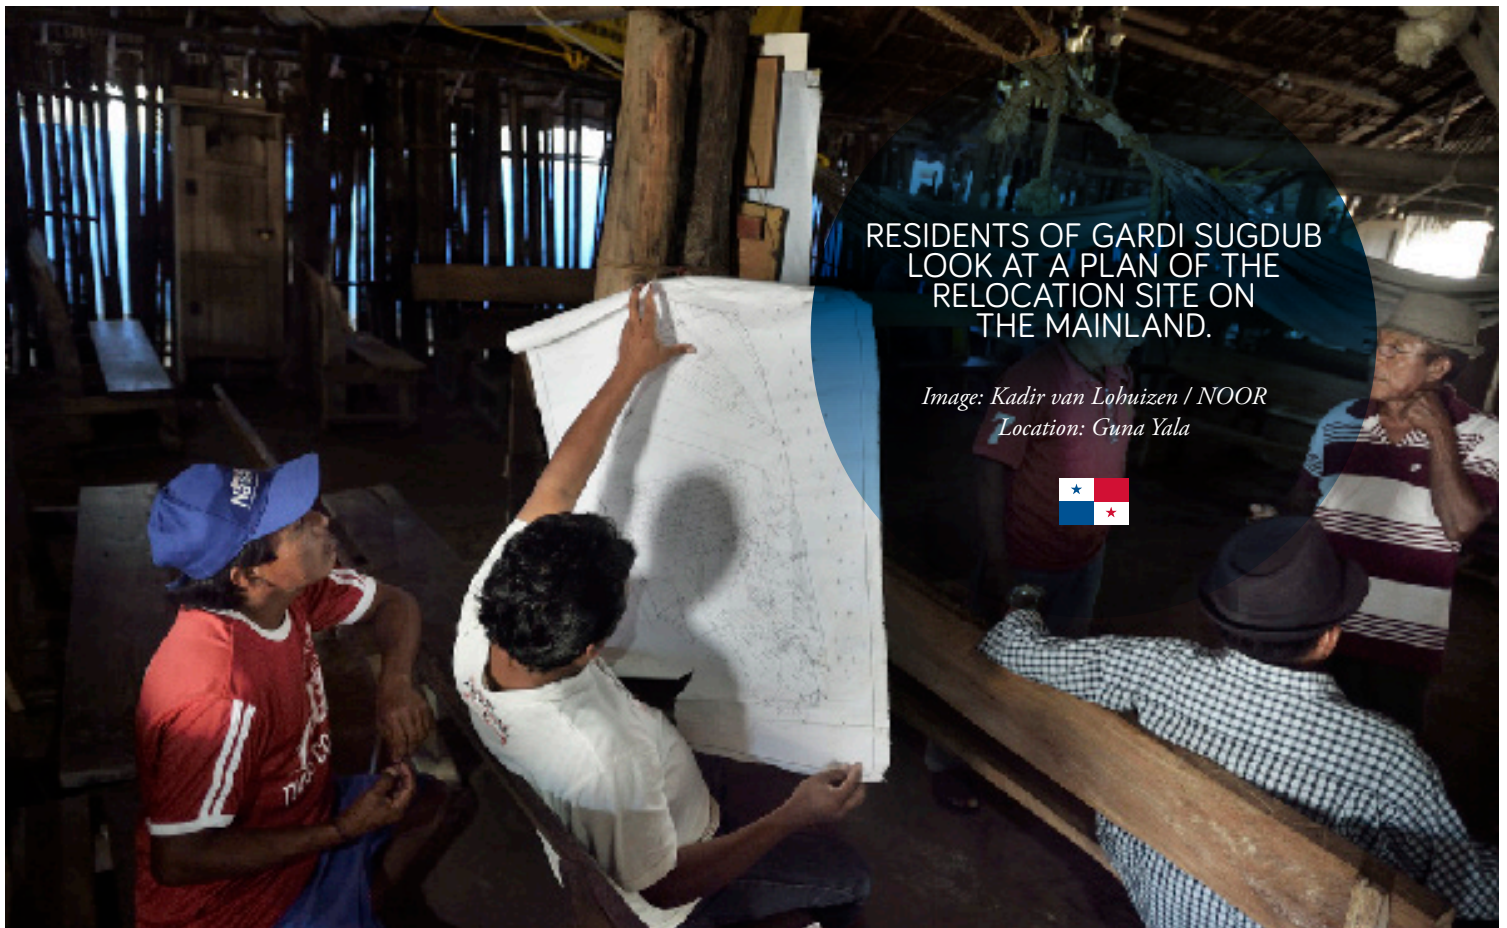 RESIDENTS OF GARDI SUGDUB
LOOK AT A PLAN OF THE
RELOCATION SITE ON
THE MAINLAND.
Image: Kadir van Lohuizen / NOOR
Location: Guna Yala